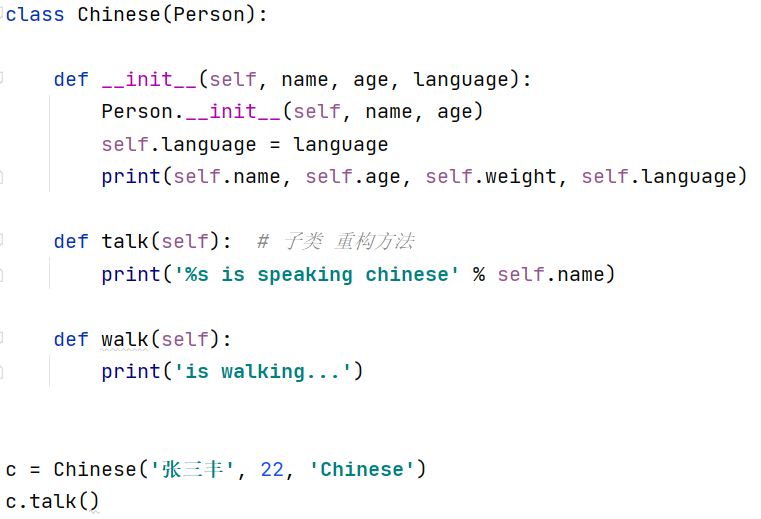 class Chinese(Person):
def __init__(self, name, age, language):
Person.__init__(self, name, age)
self.language = language
print(self.name, self.age, self.weight, self.language)
def talk(self):  # 子类 重构方法
print('%s is speaking chinese' % self.name)
def walk(self):
print('is walking...')
c = Chinese('张三丰', 22, 'Chinese')
c.talk()